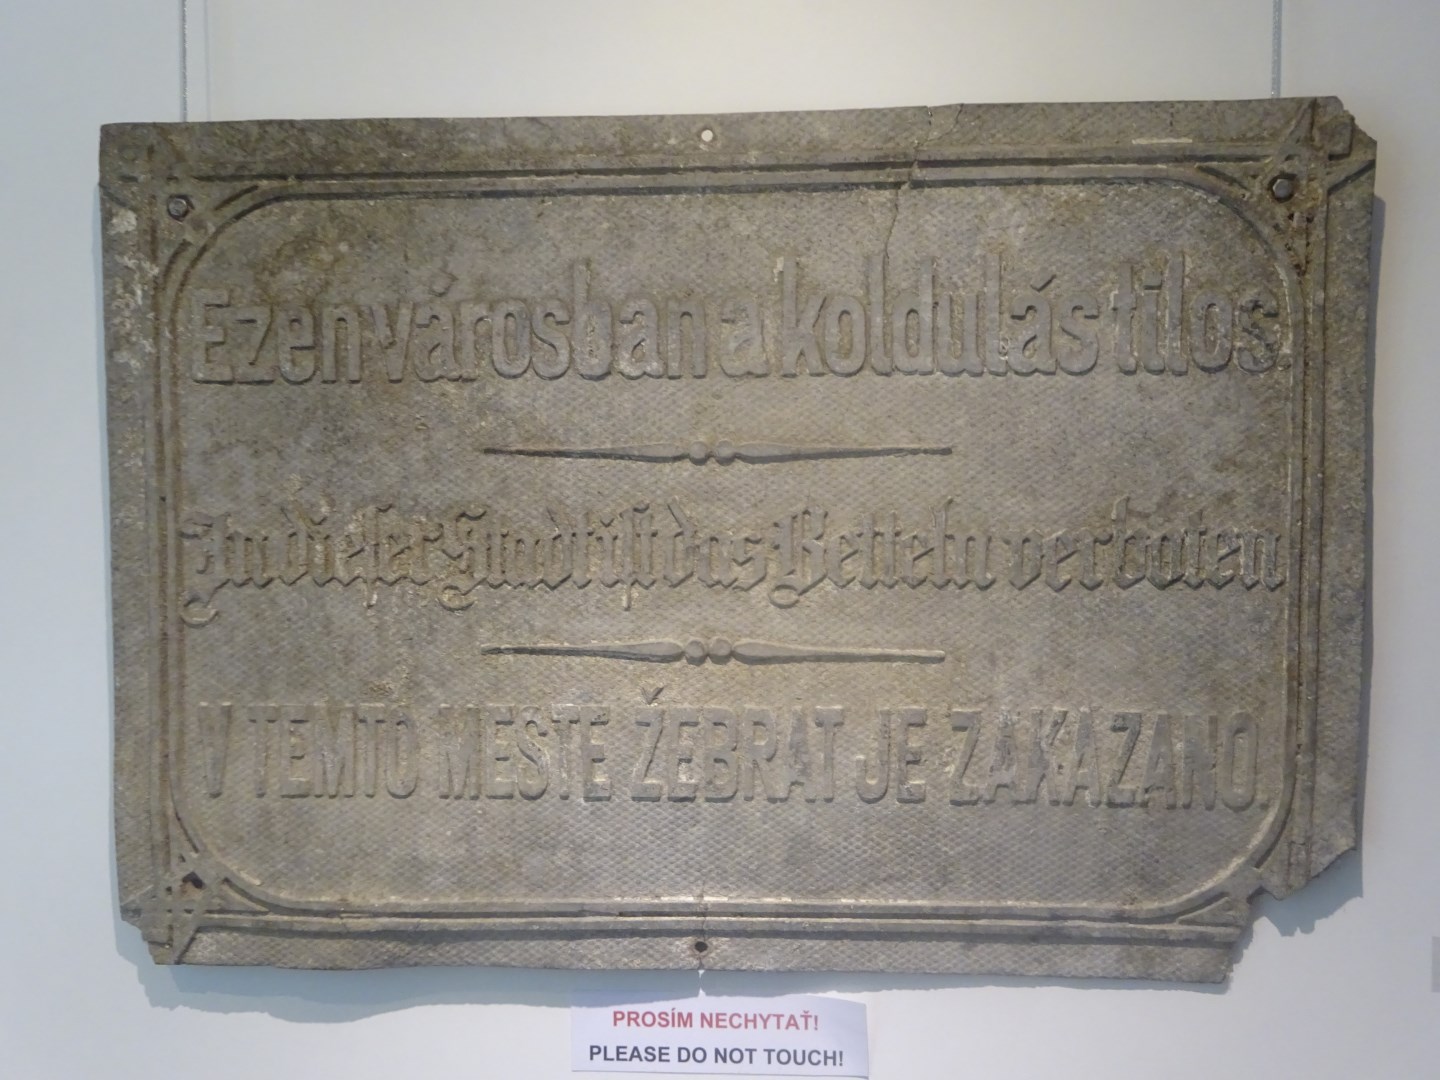 Ezen városban a koldulás tilos.
In dieser Stadt ist das Betteln verboten
V TEMTO MESTE ŽEBRAT JE ZAKAZANO.
PROSÍM NECHYTAŤ!
PLEASE DO NOT TOUCH!